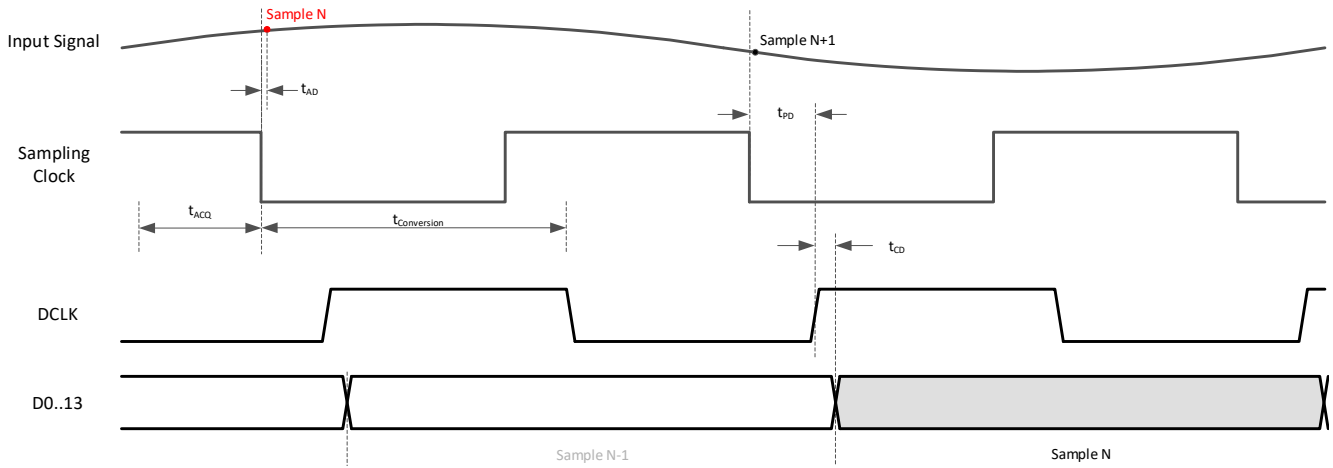 Sample N
Input Signal
Sample N+1
tAD
tPD
Sampling
Clock
tACQ
tConversion
tCD
DCLK
D0..13
Sample N-1
Sample N